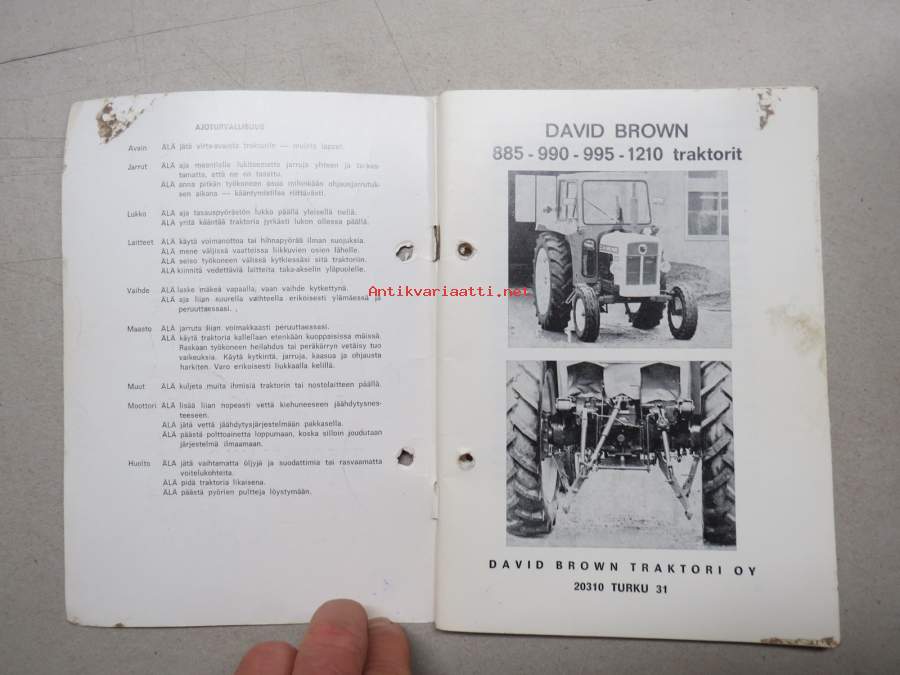 AJOTURVALLISUUS
Avain ÄLÄ jätä virta-avainta traktoriin — muista lapset.
Jarrut ÄLÄ aja maantiellä lukitsematta jarruja yhteen ja tarkas-
tamatta, että ne on tasattu.
ÄLÄ anna pitkän työkoneen osua mihinkään ohjausjarrutuk-
sen aikana — kääntymistilaa riittävästi.
Lukko ÄLÄ aja tasauspyörästön lukko päällä yleisellä tiellä.
ÄLÄ yritä kääntää traktoria jyrkästi lukon ollessa päällä.
Laitteet ÄLÄ käytä voimanottoa tai hihnapyörää ilman suojuksia.
ÄLÄ mene väljissä vaatteissa liikkuvien osien lähelle.
ÄLÄ seiso työkoneen välissä kytkiessäsi sitä traktoriin.
ÄLÄ kiinnitä vedettäviä laitteita taka-akselin yläpuolelle.
Vaihde ÄLÄ laske mäkeä vapaalla, vaan vaihde kytkettynä.
ÄLÄ aja liian suurella vaihteella erikoisesti ylämäessä ja
peruuttaessasi.
Maasto ÄLÄ jarruta liian voimakkaasti peruuttaessasi.
ÄLÄ käytä traktoria kallellaan etenkään kuoppaisissa mäissä.
Raskaan työkoneen heilahdus tai peräkärryn vetäisy tuo
vaikeuksia. Käytä kytkintä, jarruja, kaasua ja ohjausta
harkiten. Varo erikoisesti liukkaalla kelillä.
Muut ÄLÄ kuljeta muita ihmisiä traktorin tai nostolaitteen päällä.
Moottori ÄLÄ lisää liian nopeasti vettä kiehuneeseen jäähdytysnes-
teeseen.
ÄLÄ jätä vettä jäähdytysjärjestelmään pakkasella.
ÄLÄ päästä polttoainetta loppumaan, koska silloin joudutaan
järjestelmä ilmaamaan.
Huolto ÄLÄ jätä vaihtamatta öljyjä ja suodattimia tai rasvaamatta
voitelukohteita.
ÄLÄ pidä traktoria likaisena.
ÄLÄ päästä pyörien pultteja löystymään.
DAVID BROWN
885 - 990 - 995 - 1210 traktorit
Antikvariaatti.net
DAVID BROWN TRAKTORI OY
20310 TURKU 31